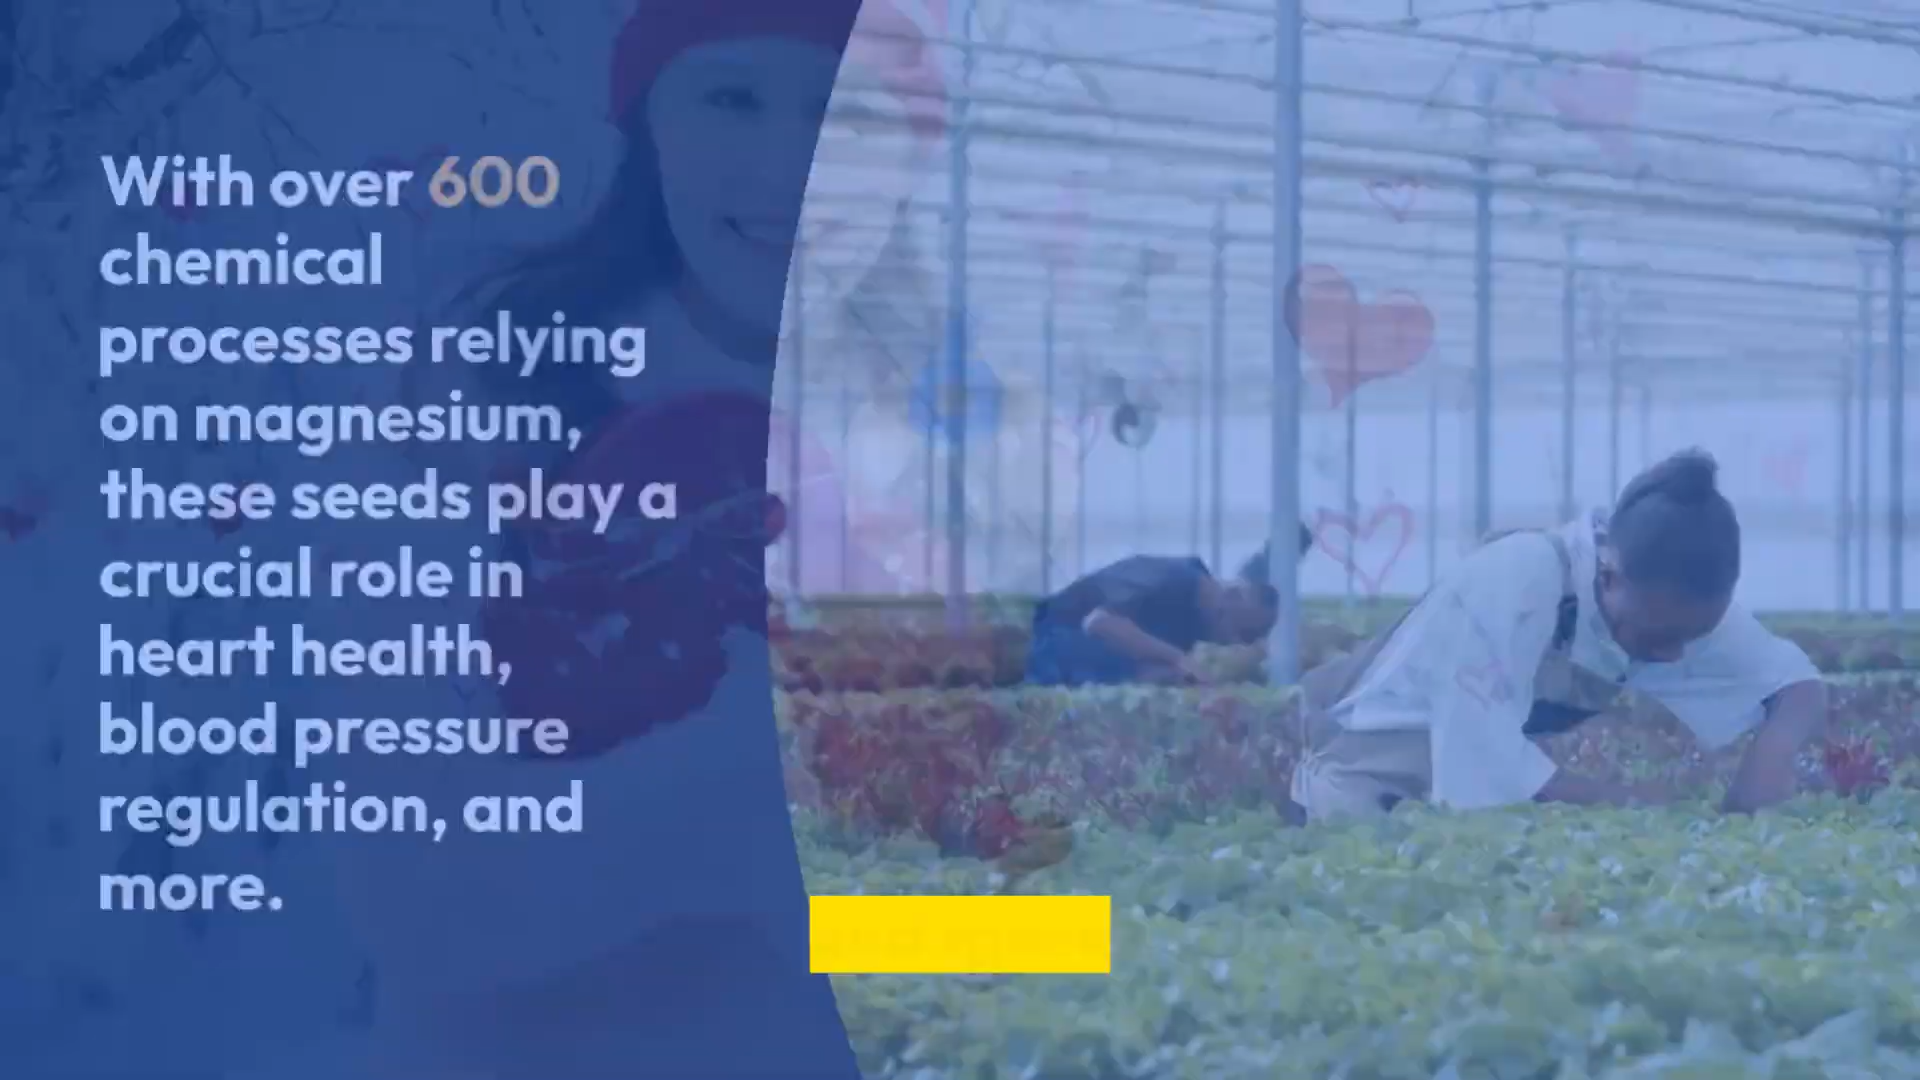 With over 600
chemical
processes relying
on magnesium,
these seeds play a
crucial role in
heart health,
blood pressure
regulation, and
more.